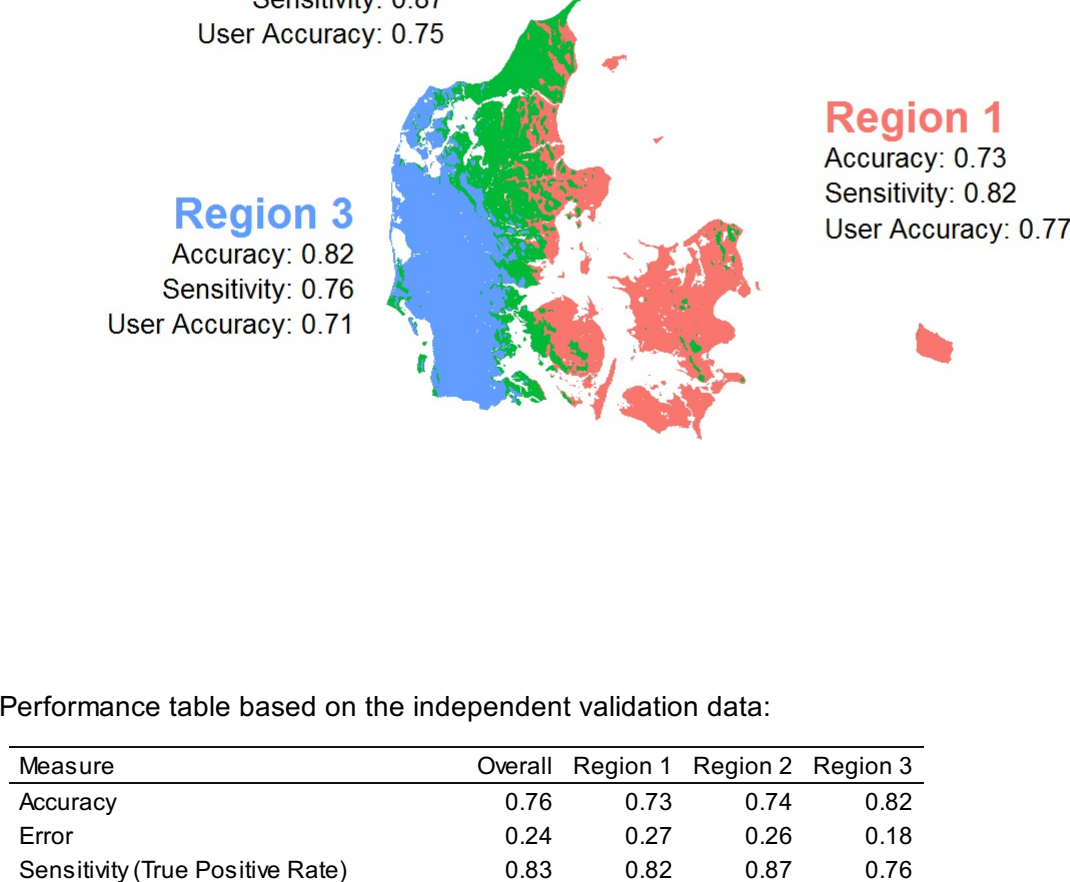 Sensitivity: 0.87
User Accuracy: 0.75
Region 1
Accuracy: 0.73
Sensitivity: 0.82
User Accuracy: 0.77
Region 3
Accuracy: 0.82
Sensitivity: 0.76
User Accuracy: 0.71
Performance table based on the independent validation data:
Measure Overall Region 1 Region 2 Region 3
Accuracy 0.76 0.73 0.74 0.82
Error 0.24 0.27 0.26 0.18
Sensitivity (True Positive Rate) 0.83 0.82 0.87 0.76